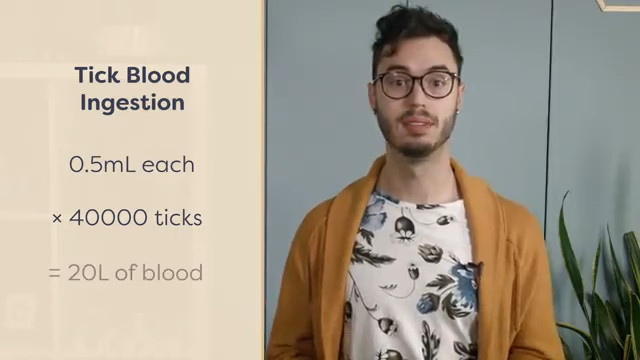 Tick Blood
Ingestion
0.5mL each
× 40000 ticks
= 20L of blood